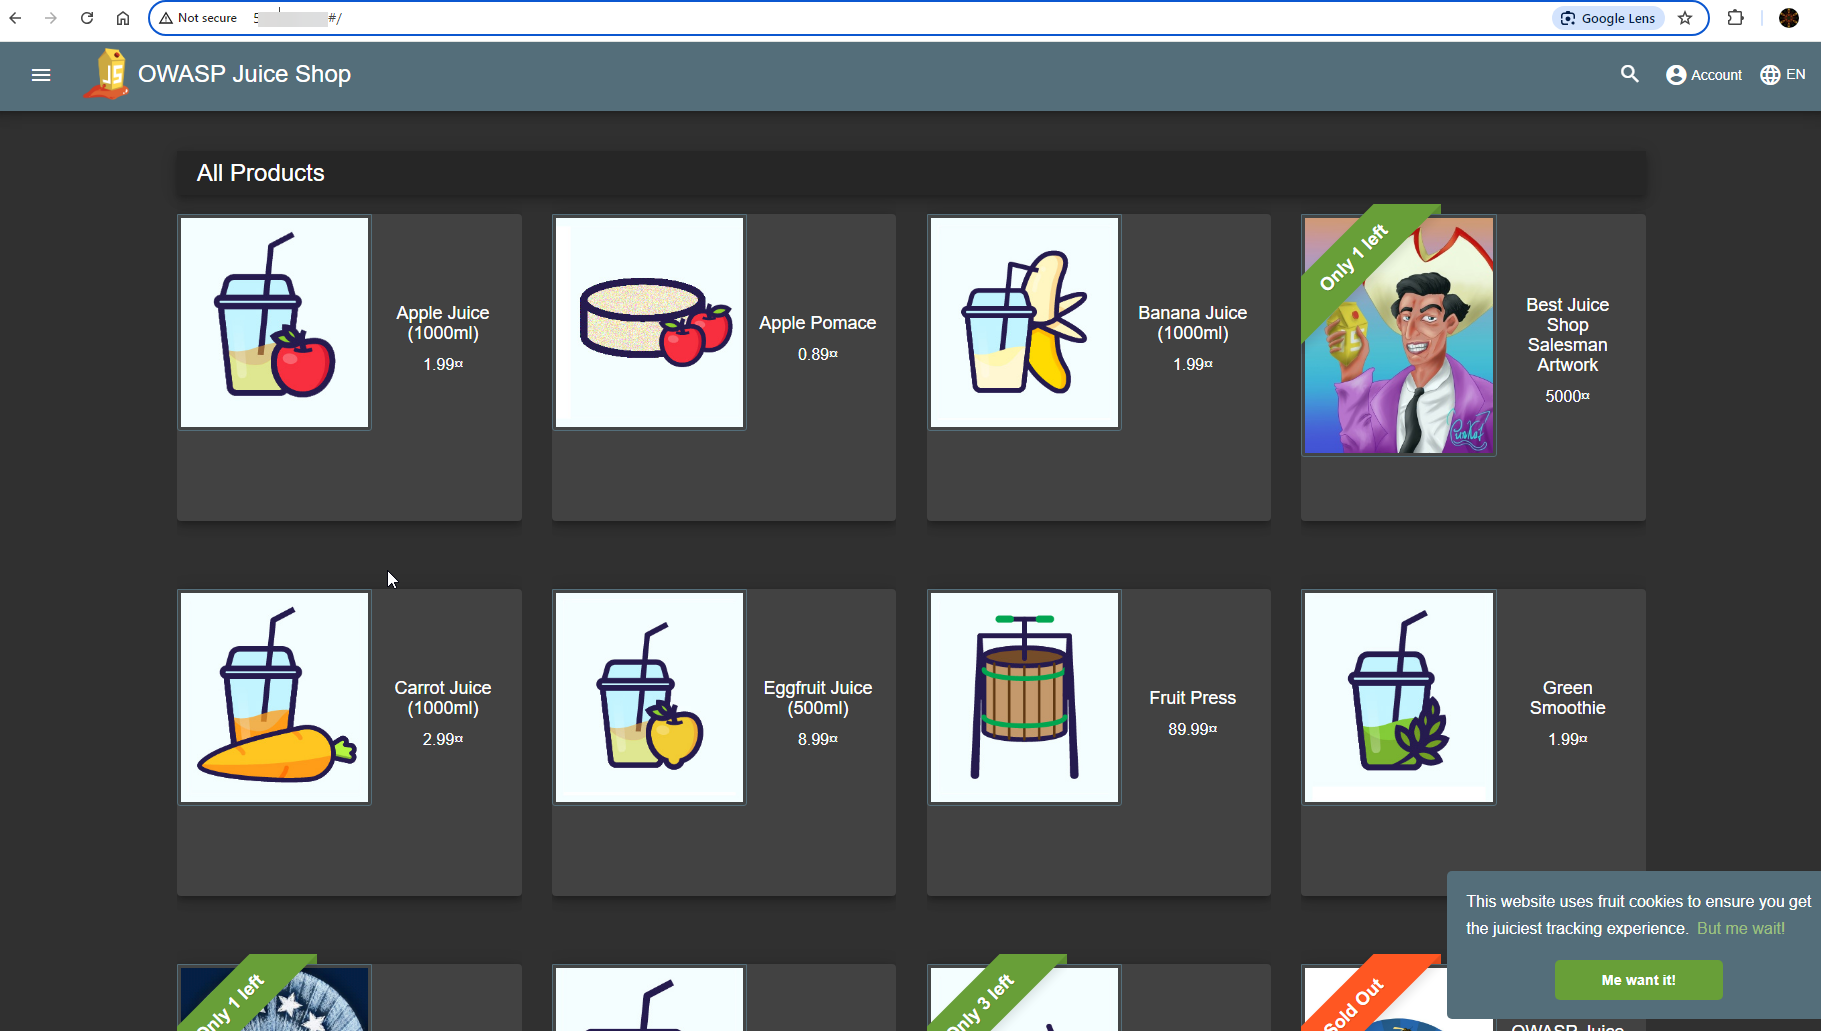 Not secure
#/
Google Lens
OWASP Juice Shop
Account
EN
All Products
Only 1 left
Apple Juice
(1000ml)
1.99¤
Apple Pomace
0.89¤
Banana Juice
(1000ml)
1.99¤
Best Juice
Shop
Salesman
Artwork
5000¤
Carrot Juice
(1000ml)
2.99¤
Eggfruit Juice
(500ml)
8.99¤
Fruit Press
89.99¤
Green
Smoothie
1.99¤
This website uses fruit cookies to ensure you get
the juiciest tracking experience. But me wait!
Me want it!
Only 1 left
Only 3 left
Sold Out
OWASP Juice